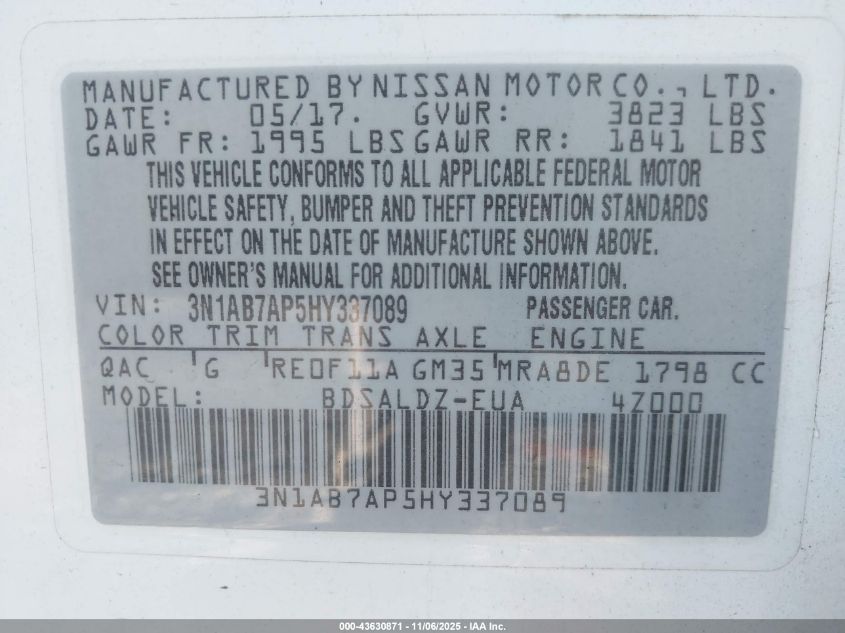 MANUFACTURED BY NISSAN MOTOR CO., LTD.
DATE: 05/17. GVWR: 3823 LBS
GAWR FR: 1995 LBS GAWR RR: 1841 LBS
THIS VEHICLE CONFORMS TO ALL APPLICABLE FEDERAL MOTOR
VEHICLE SAFETY, BUMPER AND THEFT PREVENTION STANDARDS
IN EFFECT ON THE DATE OF MANUFACTURE SHOWN ABOVE.
SEE OWNER'S MANUAL FOR ADDITIONAL INFORMATION.
VIN: 3N1AB7AP5HY337089 PASSENGER CAR.
COLOR TRIM TRANS AXLE ENGINE
QAC G RE0F11A GM35 MRA8DE 1798 CC
MODEL: BDSALDZ-EUA 4Z000
3N1AB7AP5HY337089
000-43630871 - 11/06/2025 - IAA Inc.